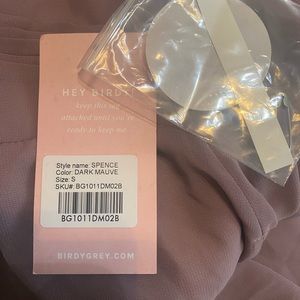 HEY BIRDY!
keep this tag
attached until you're
ready to keep me
Style name: SPENCE
Color: DARK MAUVE
Size: S
SKU#: BG1011DM02B
BG1011DM02B
BIRDYGREY.COM